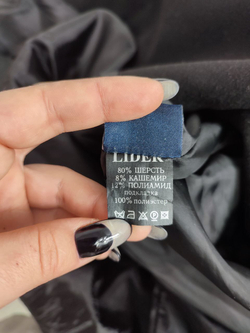 LIDER
80% ШЕРСТЬ
8% КАШЕМИР
12% ПОЛИАМИД
подкладка
100% полиэстер